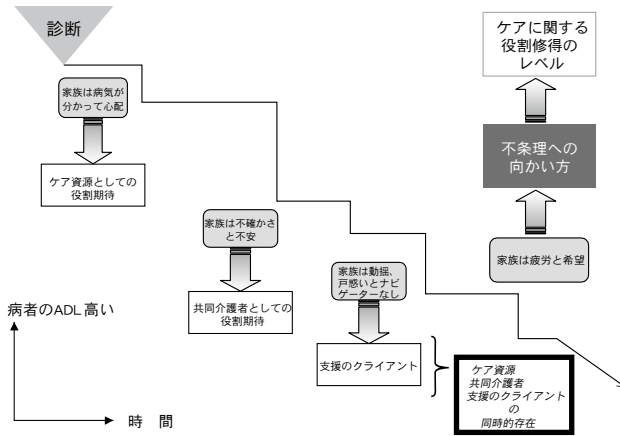 診断
ケアに関する
役割修得の
レベル
家族は病気が
分かって心配
不条理への
向かい方
ケア資源としての
役割期待
家族は不確かさ
と不安
家族は疲労と希望
家族は動揺、
戸惑いとナビ
ゲーターなし
病者のADL高い
共同介護者としての
役割期待
支援のクライアント
ケア資源
共同介護者
支援のクライアント
の
同時的存在
時　間